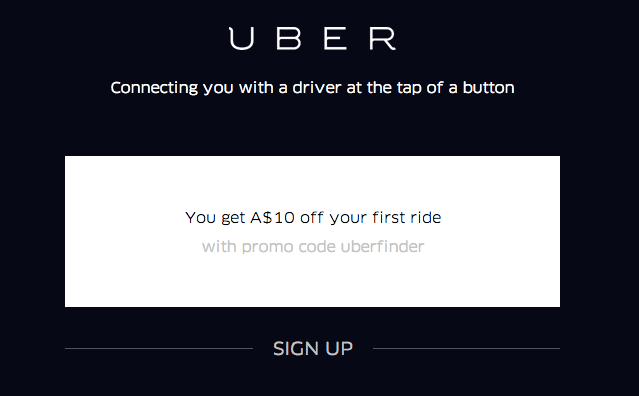 UBER
Connecting you with a driver at the tap of a button
You get A$10 off your first ride
with promo code uberfinder
SIGN UP